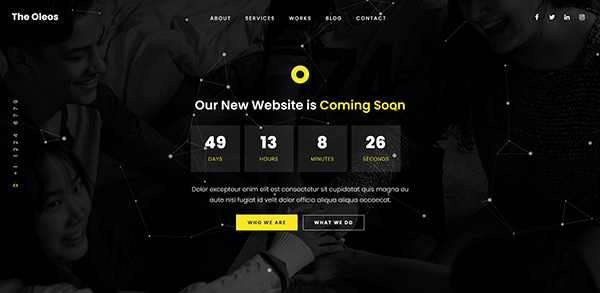 The Oleos
ABOUT SERVICES WORKS BLOG CONTACT
Our New Website is Coming Soon
49 13 8 26
DAYS HOURS MINUTES SECONDS
+1 1224 6779
Dolor excepteur enim elit est consectetur sit cupidatat quis magna eu
aute nisi fugiat id velit dolor officia aliqua aliqua occaecat.
WHO WE ARE WHAT WE DO